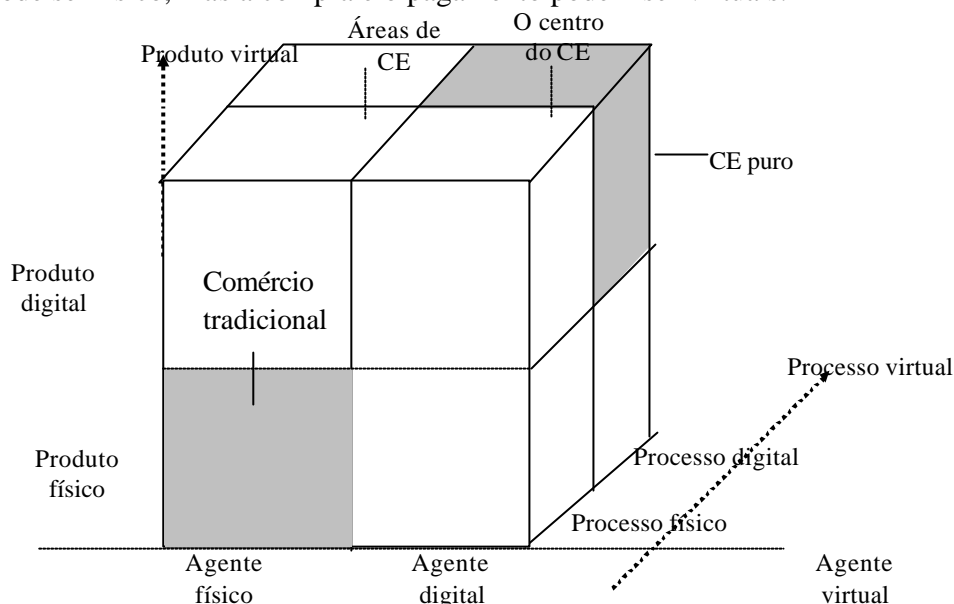 Áreas de
CE
O centro
do CE
Produto virtual
CE puro
Produto
digital
Comércio
tradicional
Processo virtual
Produto
físico
Processo digital
Processo físico
Agente
físico
Agente
digital
Agente
virtual